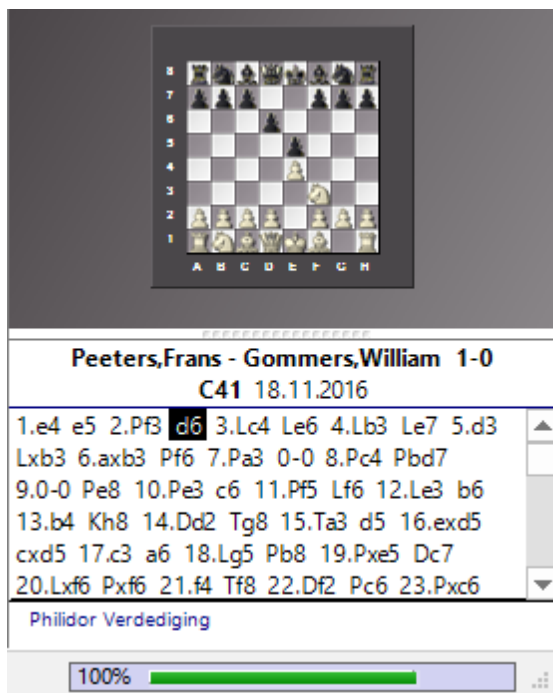 8
7
6
5
4
3
2
1
A B C D E F G H
Peeters,Frans - Gommers,William 1-0
C41 18.11.2016
1.e4 e5 2.Pf3 d6 3.Lc4 Le6 4.Lb3 Le7 5.d3
Lxb3 6.axb3 Pf6 7.Pa3 0-0 8.Pc4 Pbd7
9.0-0 Pe8 10.Pe3 c6 11.Pf5 Lf6 12.Le3 b6
13.b4 Kh8 14.Dd2 Tg8 15.Ta3 d5 16.exd5
cxd5 17.c3 a6 18.Lg5 Pb8 19.Pxe5 Dc7
20.Lxf6 Pxf6 21.f4 Tf8 22.Df2 Pc6 23.Pxc6
Philidor Verdediging
100%